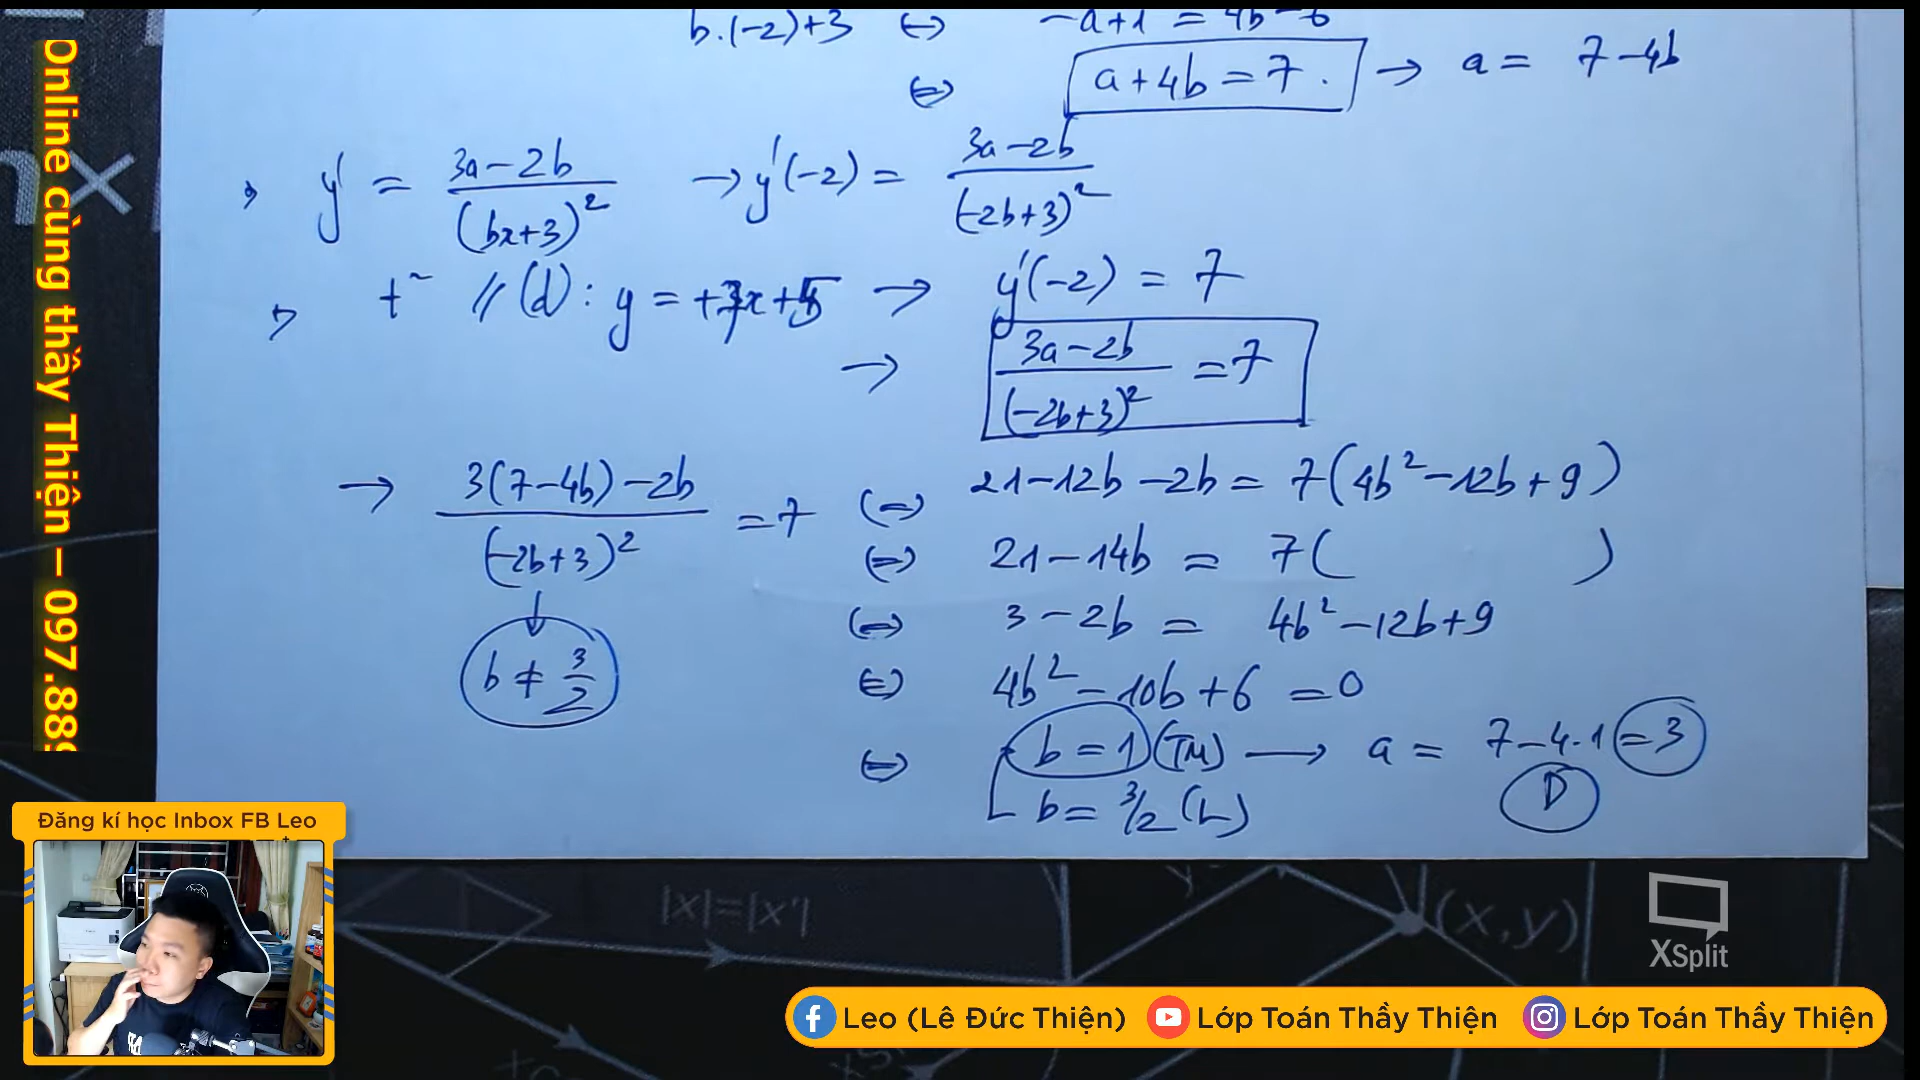 b.(-2)+3 ⇔ -a+1 = 4b-6
⇔ a+4b=7. → a= 7-4b
y' = (3a-2b)/(bx+3)² → y'(-2) = (3a-2b)/(-2b+3)²
t~ // (d): y = +7x+5 → y'(-2) = 7
→ (3a-2b)/(-2b+3)² =7
→ (3(7-4b)-2b)/(-2b+3)² =7 ⇔ 21-12b-2b = 7(4b²-12b+9)
⇔ 21-14b = 7( )
↓
b ≠ 3/2
⇔ 3-2b = 4b²-12b+9
⇔ 4b²-10b+6 =0
⇔ b=1 (TM) → a = 7-4.1 =3
b= 3/2 (L) D
Online cùng thầy Thiện – 097.889
Đăng kí học Inbox FB Leo
|x|=|x
(x,y)
XSplit
Leo (Lê Đức Thiện) Lớp Toán Thầy Thiện Lớp Toán Thầy Thiện